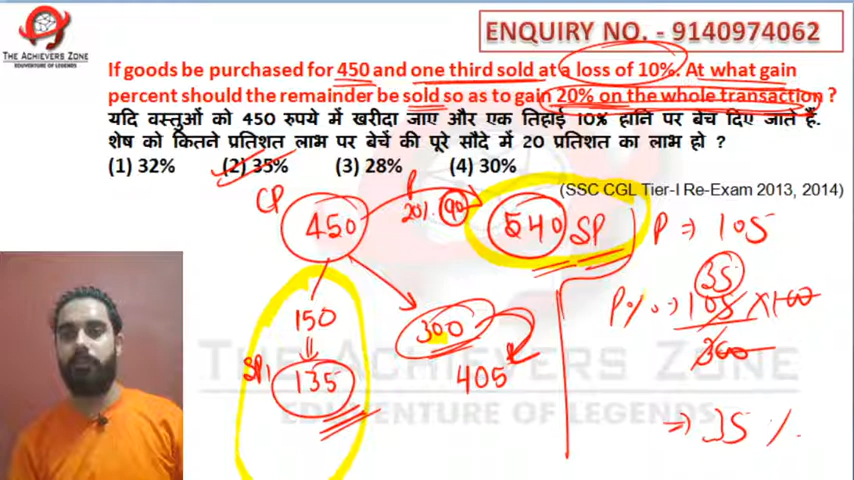 ENQUIRY NO. - 9140974062
THE ACHIEVERS ZONE
EDUVENTURE OF LEGENDS
If goods be purchased for 450 and one third sold at a loss of 10%. At what gain
percent should the remainder be sold so as to gain 20% on the whole transaction ?
यदि वस्तुओं को 450 रुपये में खरीदा जाए और एक तिहाई 10% हानि पर बेच दिए जाते हैं.
शेष को कितने प्रतिशत लाभ पर बेचें की पूरे सौदे में 20 प्रतिशत का लाभ हो ?
(1) 32% (2) 35% (3) 28% (4) 30%
(SSC CGL Tier-I Re-Exam 2013, 2014)
CP 450 P 20% 90 540 SP P ⇒ 105
35
P% ⇒ 105 × 100
360
150 300
SP1 135 405
⇒ 35 %
THE ACHIEVERS ZONE
EDUVENTURE OF LEGENDS